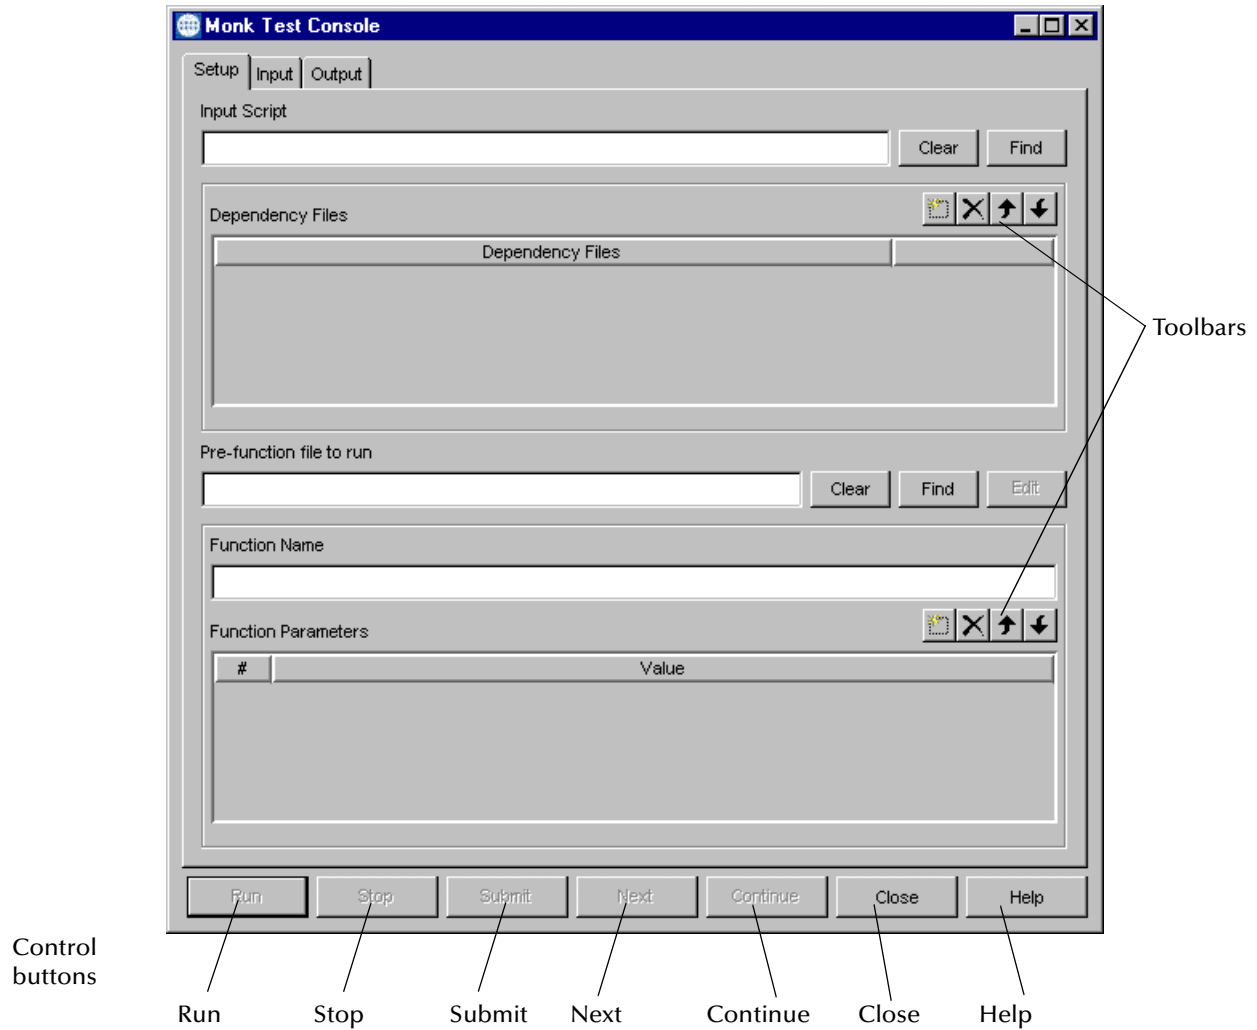 Monk Test Console
Setup Input Output
Input Script
Clear Find
Dependency Files
Dependency Files
Toolbars
Pre-function file to run
Clear Find Edit
Function Name
Function Parameters
# Value
Run Stop Submit Next Continue Close Help
Control
buttons
Run Stop Submit Next Continue Close Help